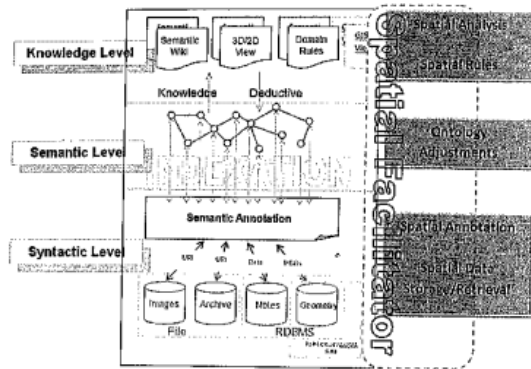 Knowledge Level
Semantic
Wiki
3D/2D
View
Domain
Rules
Knowledge
Deductive
Semantic Level
Semantic Annotation
Syntactic Level
URI
Images
Archive
Notes
Geometry
File
RDBMS
Spatial Facilitator
Spatial Analysis
Spatial Rules
Ontology
Adjustments
Spatial Annotation
Spatial Data
Storage/Retrieval